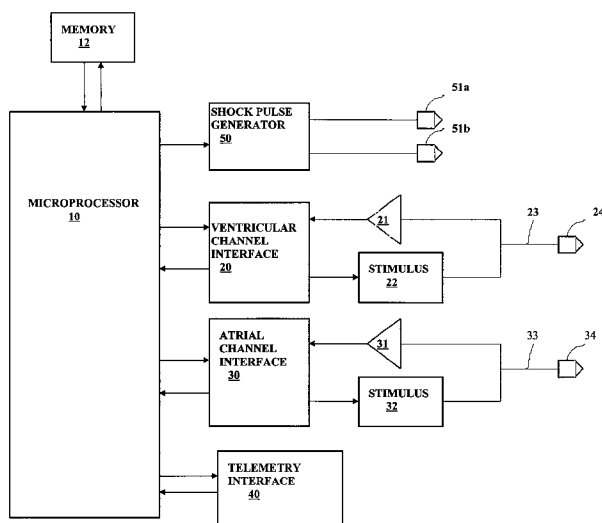 MEMORY
12
51a
SHOCK PULSE
GENERATOR
50
51b
MICROPROCESSOR
10
VENTRICULAR
CHANNEL
INTERFACE
20
21
23
24
STIMULUS
22
ATRIAL
CHANNEL
INTERFACE
30
31
33
34
STIMULUS
32
TELEMETRY
INTERFACE
40